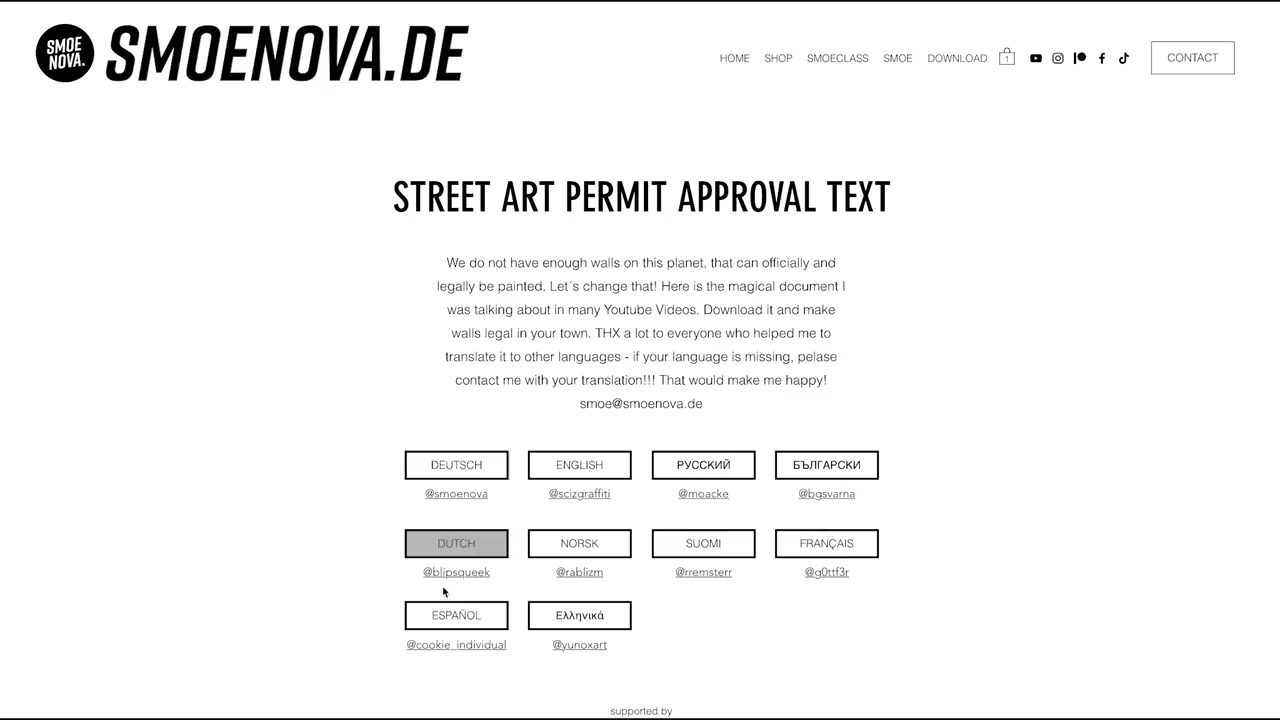 SMOE
NOVA.
SMOENOVA.DE
HOME SHOP SMOECLASS SMOE DOWNLOAD 1 CONTACT
STREET ART PERMIT APPROVAL TEXT
We do not have enough walls on this planet, that can officially and
legally be painted. Let´s change that! Here is the magical document I
was talking about in many Youtube Videos. Download it and make
walls legal in your town. THX a lot to everyone who helped me to
translate it to other languages - if your language is missing, pelase
contact me with your translation!!! That would make me happy!
smoe@smoenova.de
DEUTSCH ENGLISH РУССКИЙ БЪЛГАРСКИ
@smoenova @scizgraffiti @moacke @bgsvarna
DUTCH NORSK SUOMI FRANÇAIS
@blipsqueek @rablizm @rremsterr @g0ttf3r
ESPAÑOL Ελληνικά
@cookie_individual @yunoxart
supported by